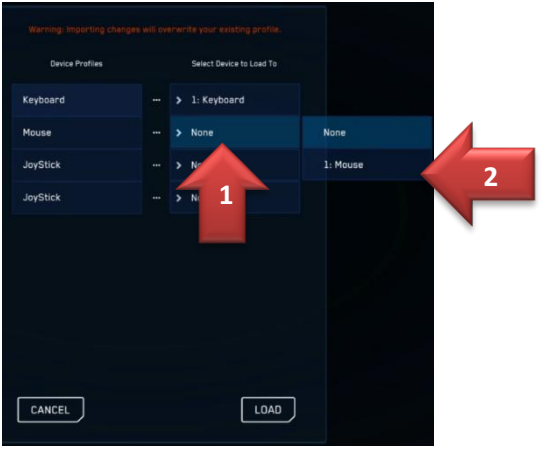 Warning: Importing changes will overwrite your existing profile.
Device Profiles Select Device to Load To
Keyboard ••• > 1: Keyboard
Mouse ••• > None None
JoyStick ••• > 1: Mouse
JoyStick ••• >
1
2
CANCEL LOAD